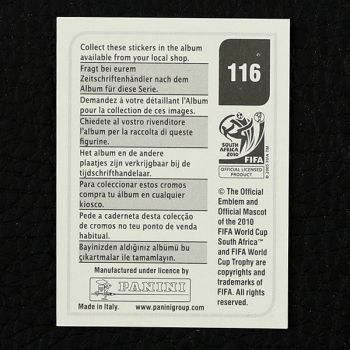 Collect these stickers in the album
available from your local shop.
Fragt bei eurem
Zeitschriftenhändler nach dem
Album für diese Serie.
Demandez à votre détaillant l'Album
pour la collection de ces images.
Chiedete al vostro rivenditore
l'album per la raccolta di queste
figurine.
Het album en de andere
plaatjes zijn verkrijgbaar bij de
tijdschrifthandelaar.
Para coleccionar estos cromos
compra tu álbum en cualquier
kiosco.
Pede a caderneta desta colecção
de cromos no teu ponto de venda
habitual.
Bayinizden aldığınız albümü bu
çıkartmalar ile tamamlayın.
Manufactured under licence by
PANINI
Made in Italy. www.paninigroup.com
116
SOUTH AFRICA
2010
FIFA
OFFICIAL LICENSED
PRODUCT
© 2005 FIFA TM
© The Official
Emblem and
Official Mascot
of the 2010
FIFA World Cup
South Africa™
and FIFA World
Cup Trophy are
copyrights and
trademarks of
FIFA. All rights
reserved.